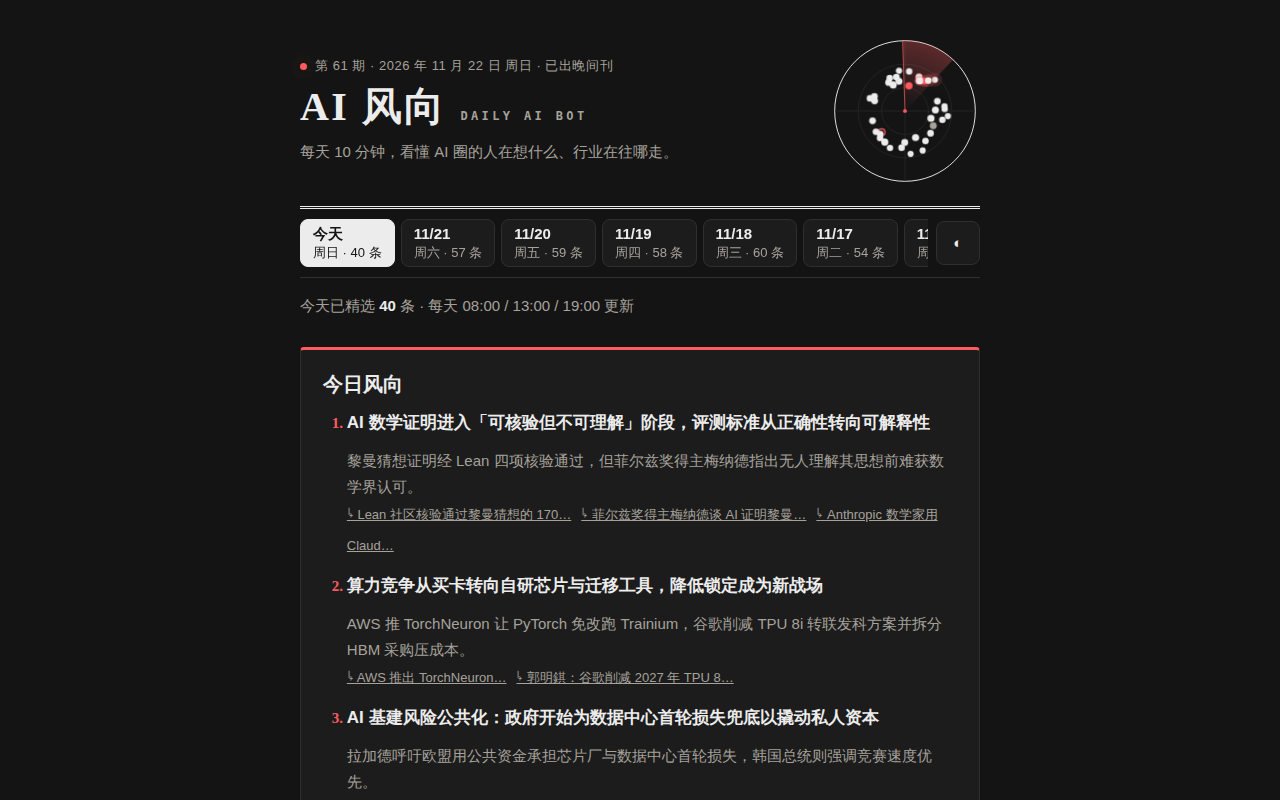 第 61 期 · 2026 年 11 月 22 日 周日 · 已出晚间刊
AI 风向 DAILY AI BOT
每天 10 分钟，看懂 AI 圈的人在想什么、行业在往哪走。
今天 11/21 11/20 11/19 11/18 11/17
周日 · 40 条 周六 · 57 条 周五 · 59 条 周四 · 58 条 周三 · 60 条 周二 · 54 条 周
今天已精选 40 条 · 每天 08:00 / 13:00 / 19:00 更新
今日风向
1. AI 数学证明进入「可核验但不可理解」阶段，评测标准从正确性转向可解释性
黎曼猜想证明经 Lean 四项核验通过，但菲尔兹奖得主梅纳德指出无人理解其思想前难获数
学界认可。
↳ Lean 社区核验通过黎曼猜想的 170… ↳ 菲尔兹奖得主梅纳德谈 AI 证明黎曼… ↳ Anthropic 数学家用
Claud…
2. 算力竞争从买卡转向自研芯片与迁移工具，降低锁定成为新战场
AWS 推 TorchNeuron 让 PyTorch 免改跑 Trainium，谷歌削减 TPU 8i 转联发科方案并拆分
HBM 采购压成本。
↳ AWS 推出 TorchNeuron… ↳ 郭明錤：谷歌削减 2027 年 TPU 8…
3. AI 基建风险公共化：政府开始为数据中心首轮损失兜底以撬动私人资本
拉加德呼吁欧盟用公共资金承担芯片厂与数据中心首轮损失，韩国总统则强调竞赛速度优
先。